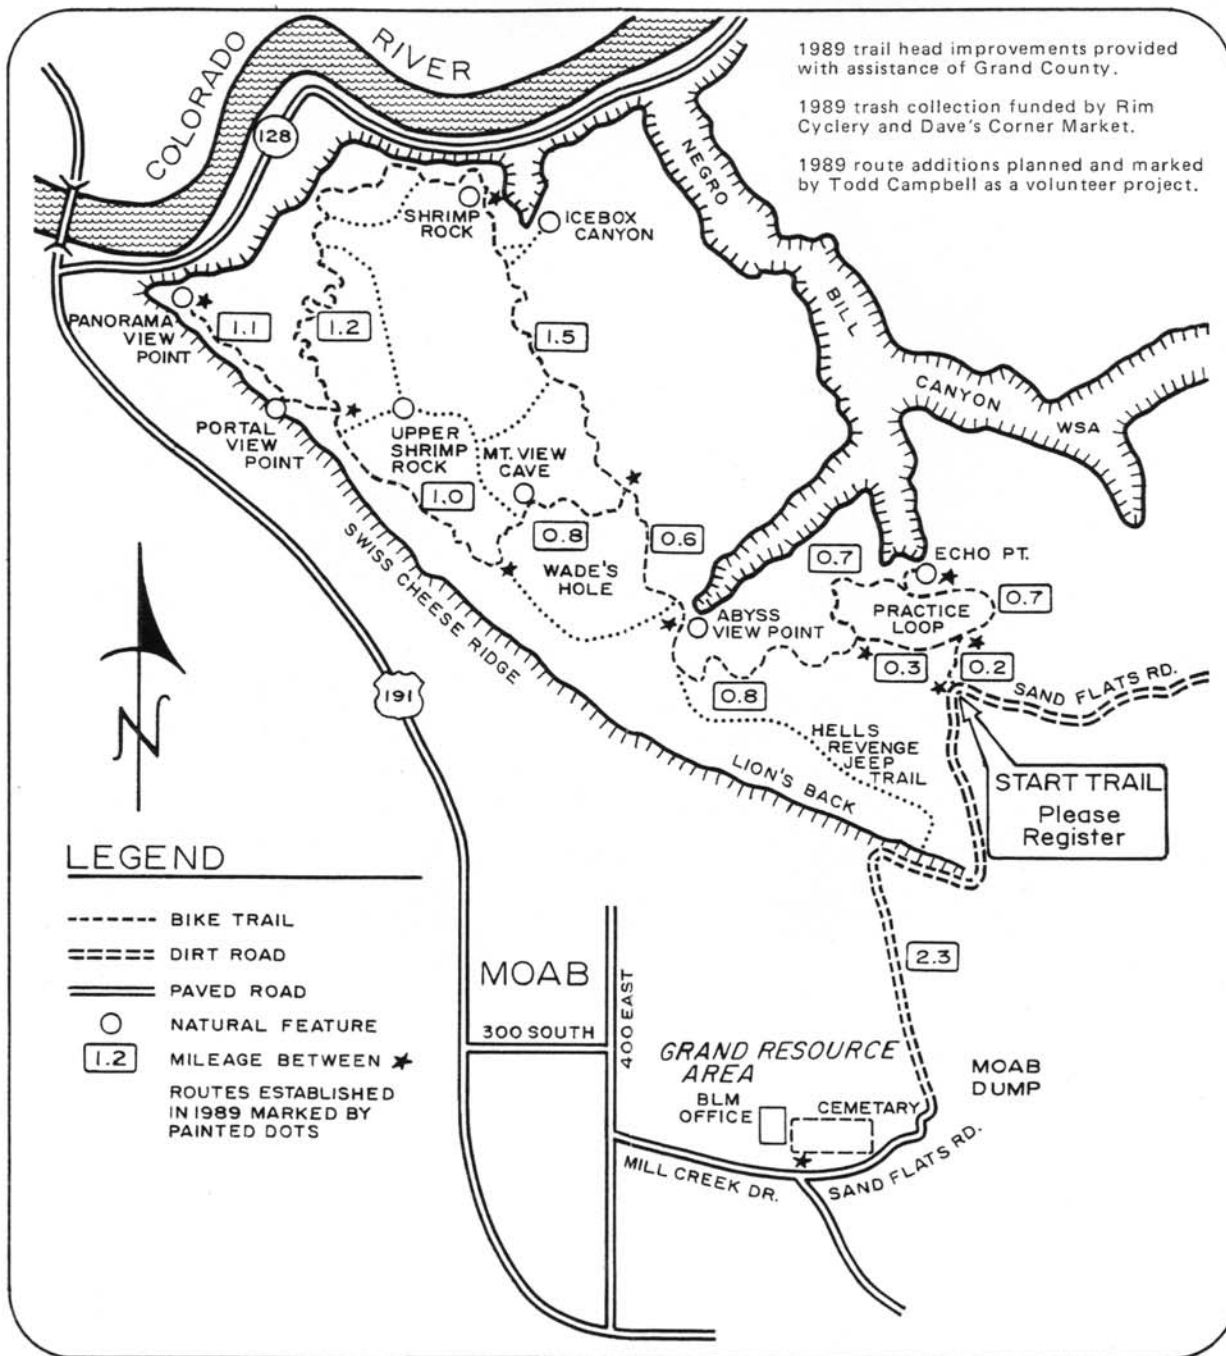 1989 trail head improvements provided
with assistance of Grand County.
1989 trash collection funded by Rim
Cyclery and Dave's Corner Market.
1989 route additions planned and marked
by Todd Campbell as a volunteer project.
COLORADO
RIVER
128
NEGRO
BILL
CANYON
WSA
SHRIMP
ROCK
ICEBOX
CANYON
PANORAMA
VIEW
POINT
1.1
1.2
1.5
PORTAL
VIEW
POINT
UPPER
SHRIMP
ROCK
MT. VIEW
CAVE
1.0
0.8
0.6
WADE'S
HOLE
0.7
ECHO PT.
PRACTICE
LOOP
0.7
ABYSS
VIEW POINT
0.3
0.2
0.8
SAND FLATS RD.
SWISS CHEESE RIDGE
191
N
HELLS
REVENGE
JEEP
TRAIL
LION'S BACK
START TRAIL
Please
Register
LEGEND
BIKE TRAIL
DIRT ROAD
PAVED ROAD
NATURAL FEATURE
1.2 MILEAGE BETWEEN
ROUTES ESTABLISHED
IN 1989 MARKED BY
PAINTED DOTS
MOAB
300 SOUTH
400 EAST
2.3
GRAND RESOURCE
AREA
BLM
OFFICE
CEMETARY
MOAB
DUMP
MILL CREEK DR.
SAND FLATS RD.